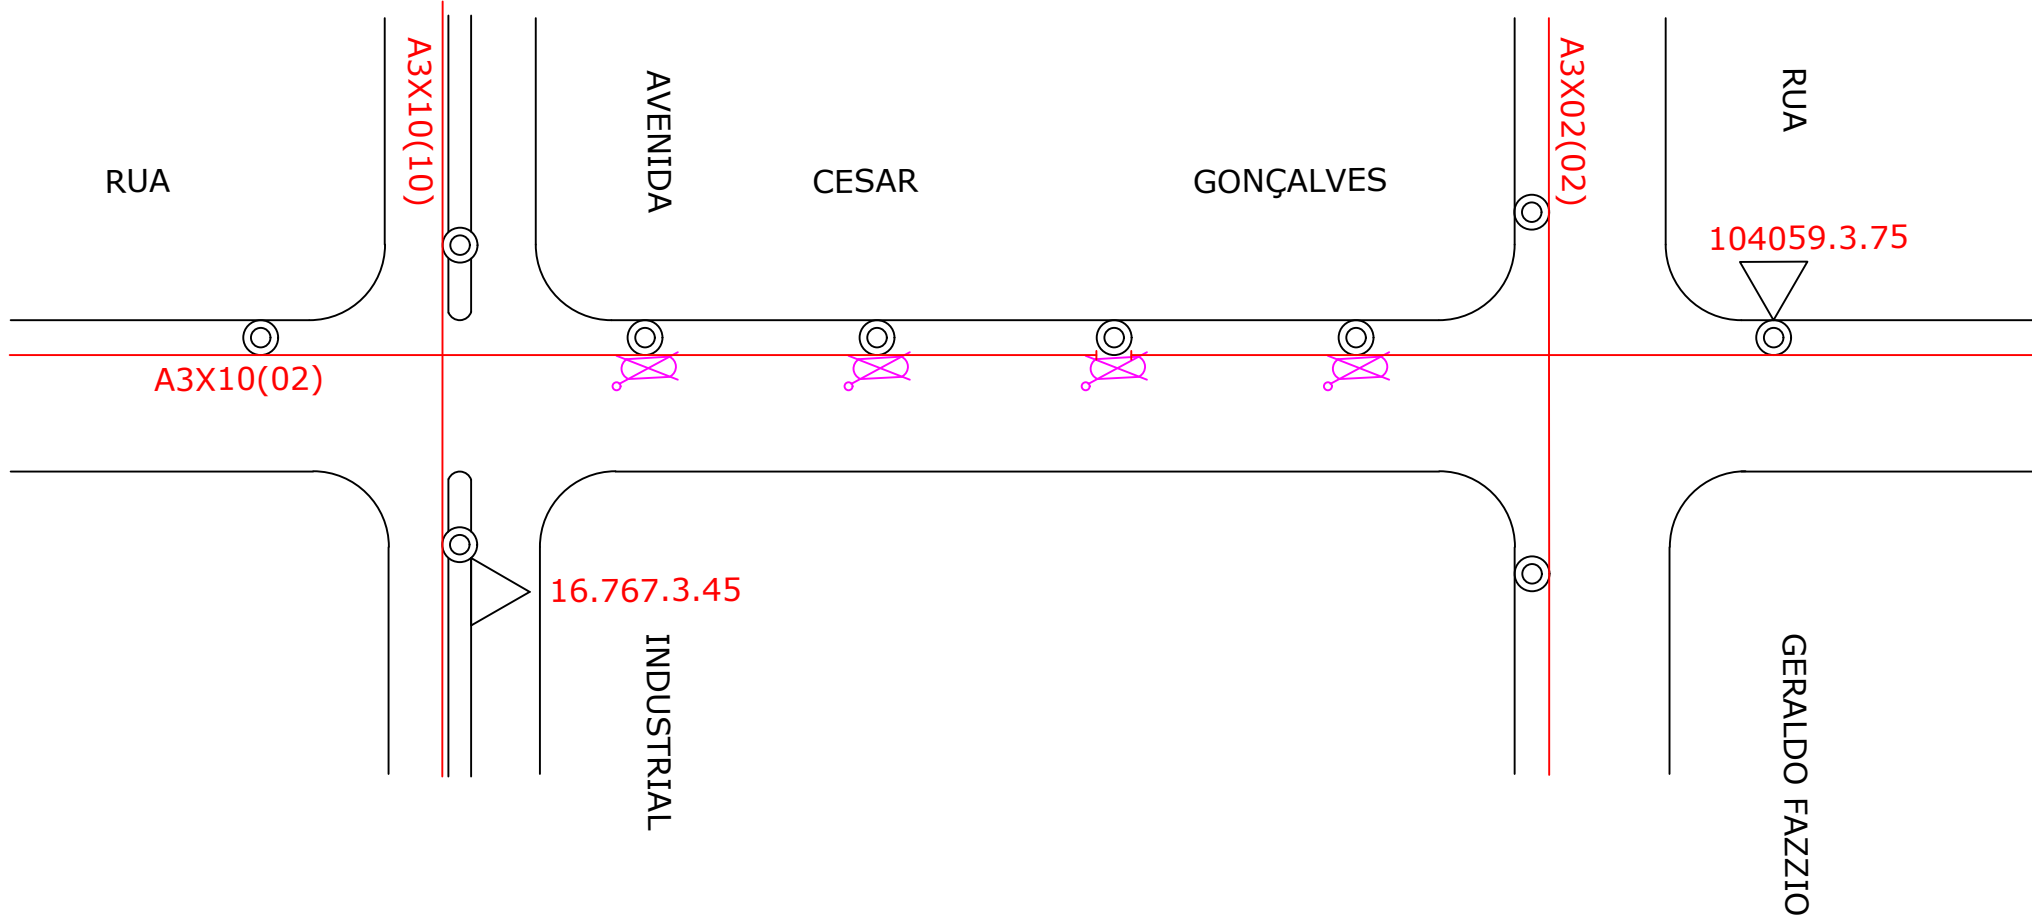 RUA
A3X10(10)
AVENIDA
CESAR
GONÇALVES
A3X02(02)
RUA
104059.3.75
A3X10(02)
16.767.3.45
INDUSTRIAL
GERALDO FAZZIO